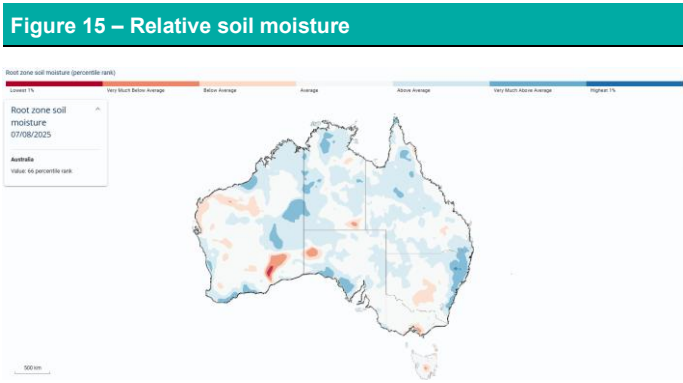 Figure 15 – Relative soil moisture
Root zone soil moisture (percentile rank)
Lowest 1% Very Much Below Average Below Average Average Above Average Very Much Above Average Highest 1%
Root zone soil
moisture
07/08/2025
Australia
Value: 66 percentile rank
500 km